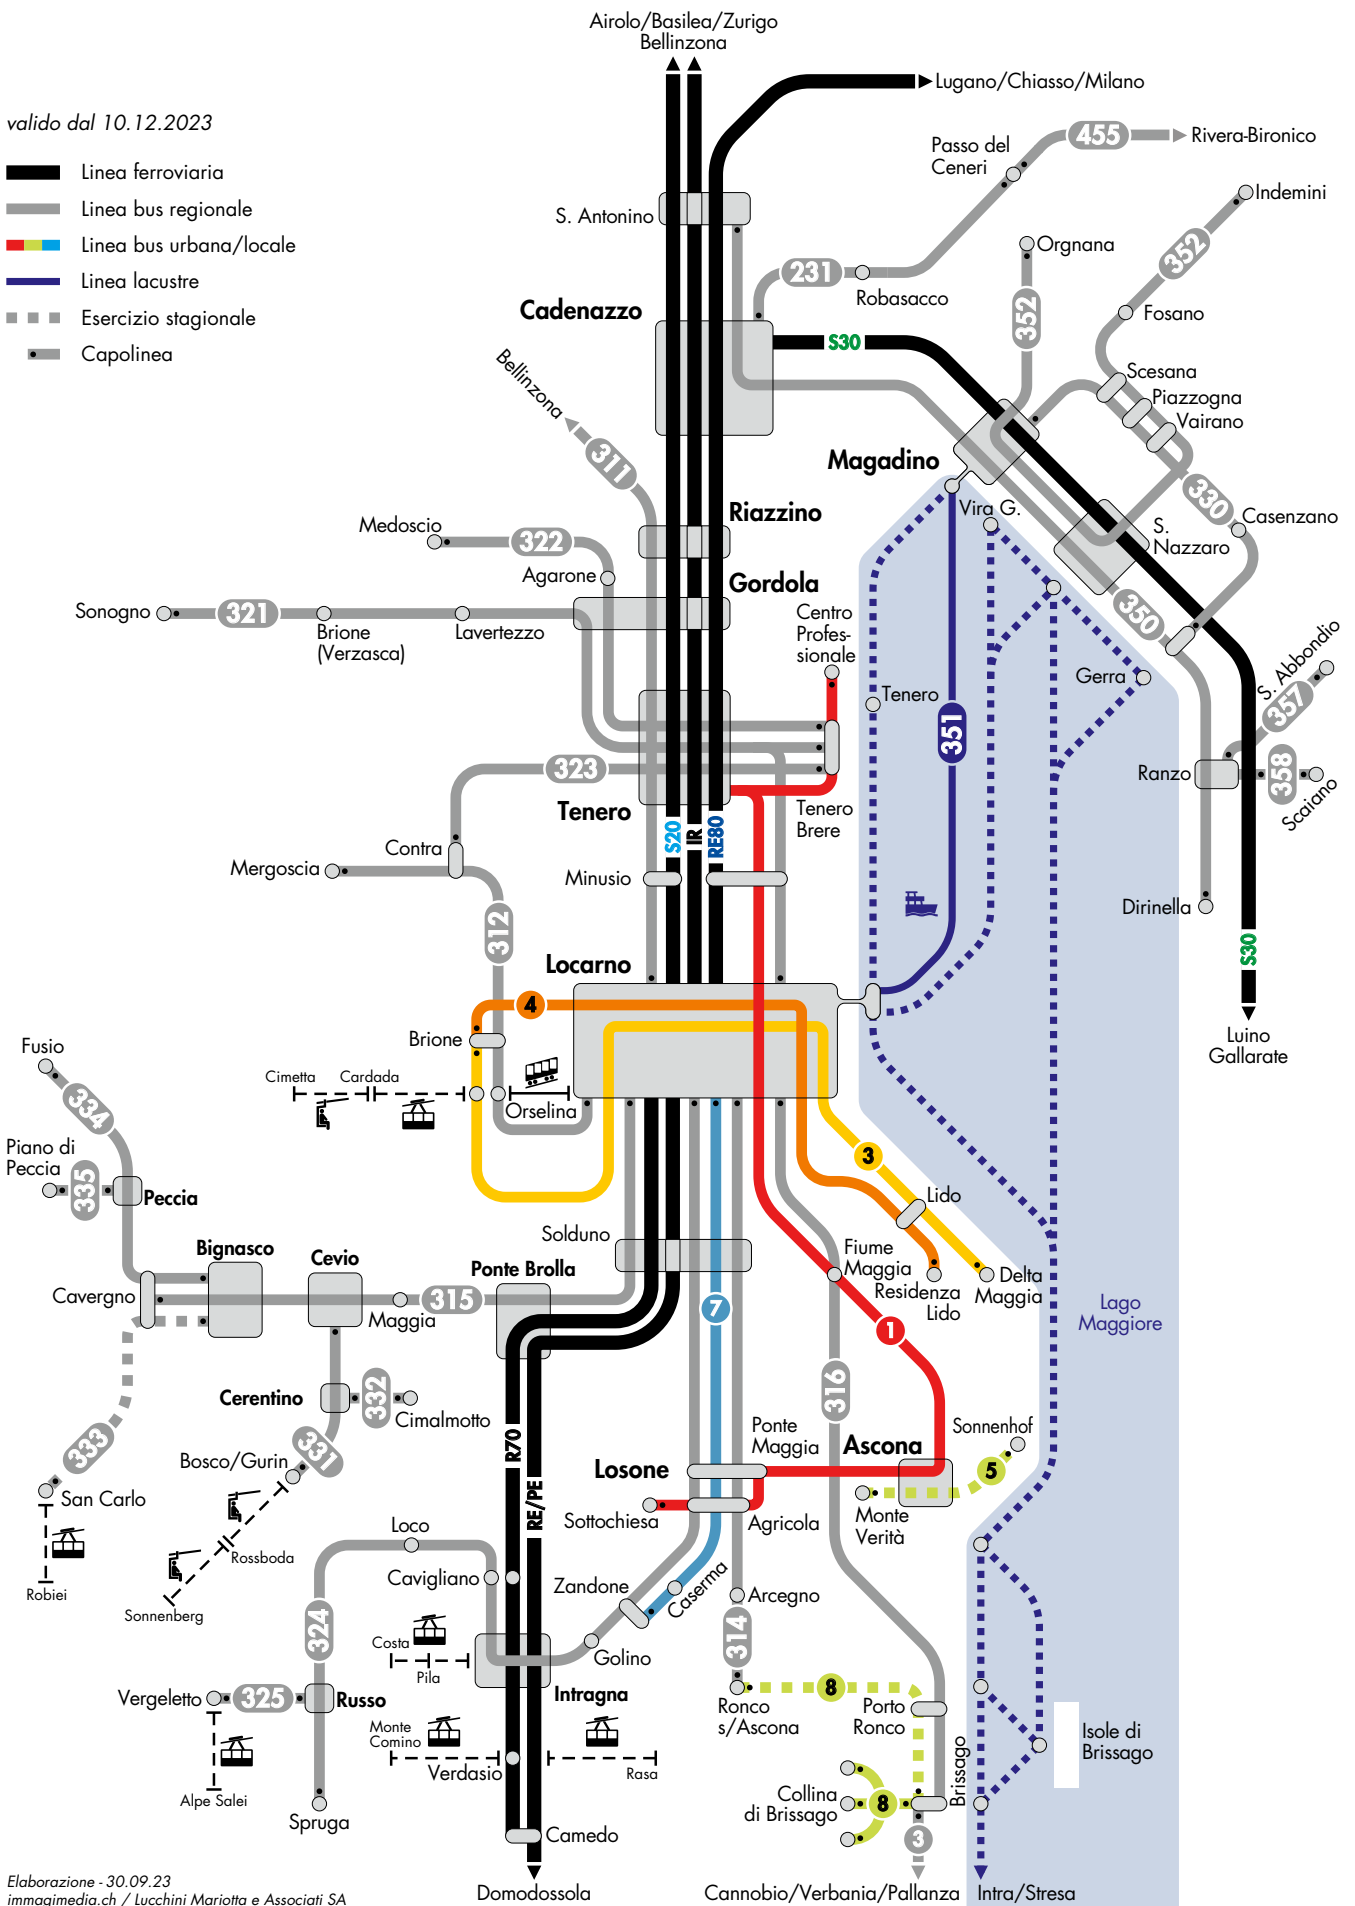 Airolo/Basilea/Zurigo
Bellinzona
Lugano/Chiasso/Milano
valido dal 10.12.2023
Linea ferroviaria
Linea bus regionale
Linea bus urbana/locale
Linea lacustre
Esercizio stagionale
Capolinea
455
Rivera-Bironico
Passo del
Ceneri
Indemini
S. Antonino
352
Orgnana
231
Robasacco
352
Fosano
Cadenazzo
S30
Bellinzona
311
Scesana
Piazzogna
Vairano
Magadino
330
Vira G.
Casenzano
S.
Nazzaro
Riazzino
Medoscio
322
Agarone
Gordola
Centro
Profes-
sionale
350
Sonogno
321
Brione
(Verzasca)
Lavertezzo
S. Abbondio
357
Gerra
Tenero
351
323
Ranzo
358
Scaiano
Tenero
Tenero
Brere
S20
IR
RE80
Contra
Mergoscia
Minusio
312
Dirinella
S30
Locarno
4
Luino
Gallarate
Brione
Fusio
Cimetta
Cardada
Orselina
334
Piano di
Peccia
335
Peccia
3
Lido
Solduno
Fiume
Maggia
Residenza
Lido
Delta
Maggia
Bignasco
Cevio
Ponte Brolla
Cavergno
Maggia
315
7
1
Lago
Maggiore
316
Cerentino
332
Cimalmotto
331
333
Bosco/Gurin
R70
RE/PE
Ponte
Maggia
Ascona
Sonnenhof
5
Losone
San Carlo
Sottochiesa
Agricola
Monte
Verità
Loco
Rossboda
Robiei
Cavigliano
Zandone
Caserma
Arcegno
Sonnenberg
324
Costa
Pila
Golino
314
Vergeletto
325
Russo
Intragna
Ronco
s/Ascona
8
Porto
Ronco
Monte
Comino
Verdasio
Rasa
Isole di
Brissago
Brissago
Alpe Salei
Collina
di Brissago
8
Spruga
Camedo
3
Elaborazione - 30.09.23
immagimedia.ch / Lucchini Mariotta e Associati SA
Domodossola
Cannobio/Verbania/Pallanza
Intra/Stresa